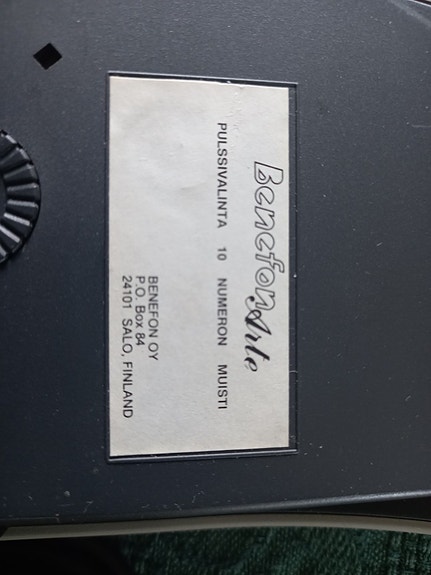 Benefon Arte
PULSSIVALINTA 10 NUMERON MUISTI
BENEFON OY
P.O. Box 84
24101 SALO, FINLAND